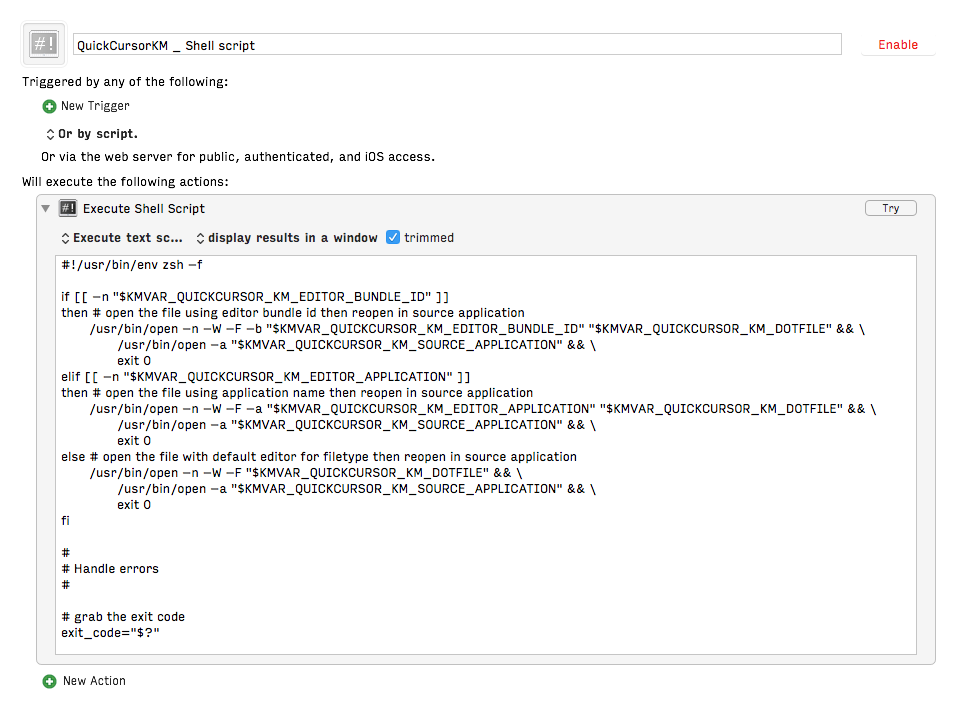 #!
QuickCursorKM _ Shell script
Enable
Triggered by any of the following:
New Trigger
Or by script.
Or via the web server for public, authenticated, and iOS access.
Will execute the following actions:
#! Execute Shell Script
Try
Execute text sc... display results in a window trimmed
#!/usr/bin/env zsh -f

if [[ -n "$KMVAR_QUICKCURSOR_KM_EDITOR_BUNDLE_ID" ]]
then # open the file using editor bundle id then reopen in source application
    /usr/bin/open -n -W -F -b "$KMVAR_QUICKCURSOR_KM_EDITOR_BUNDLE_ID" "$KMVAR_QUICKCURSOR_KM_DOTFILE" && \
        /usr/bin/open -a "$KMVAR_QUICKCURSOR_KM_SOURCE_APPLICATION" && \
        exit 0
elif [[ -n "$KMVAR_QUICKCURSOR_KM_EDITOR_APPLICATION" ]]
then # open the file using application name then reopen in source application
    /usr/bin/open -n -W -F -a "$KMVAR_QUICKCURSOR_KM_EDITOR_APPLICATION" "$KMVAR_QUICKCURSOR_KM_DOTFILE" && \
        /usr/bin/open -a "$KMVAR_QUICKCURSOR_KM_SOURCE_APPLICATION" && \
        exit 0
else # open the file with default editor for filetype then reopen in source application
    /usr/bin/open -n -W -F "$KMVAR_QUICKCURSOR_KM_DOTFILE" && \
        /usr/bin/open -a "$KMVAR_QUICKCURSOR_KM_SOURCE_APPLICATION" && \
        exit 0
fi

#
# Handle errors
#

# grab the exit code
exit_code="$?"
New Action